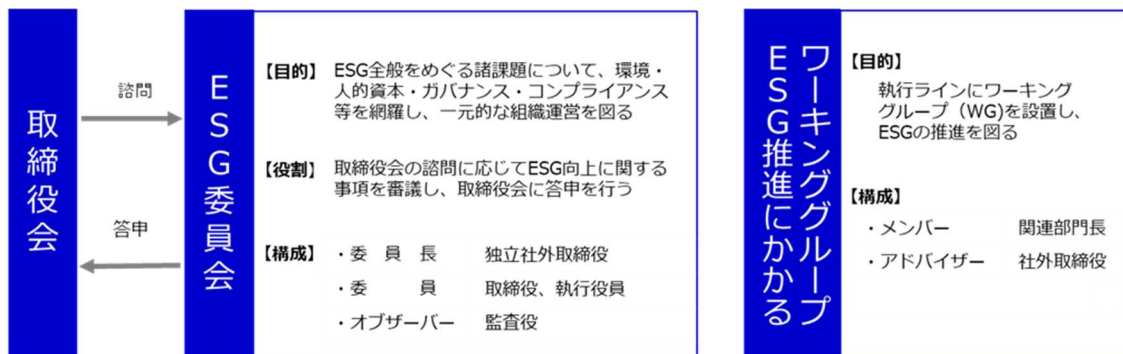 取締役会
諮問
答申
ESG委員会
【目的】 ESG全般をめぐる諸課題について、環境・
人的資本・ガバナンス・コンプライアンス
等を網羅し、一元的な組織運営を図る
【役割】 取締役会の諮問に応じてESG向上に関する
事項を審議し、取締役会に答申を行う
【構成】 ・委 員 長 独立社外取締役
・委 員 取締役、執行役員
・オブザーバー 監査役
ESG推進にかかる
ワーキンググループ
【目的】
執行ラインにワーキング
グループ（WG)を設置し、
ESGの推進を図る
【構成】
・メンバー 関連部門長
・アドバイザー 社外取締役